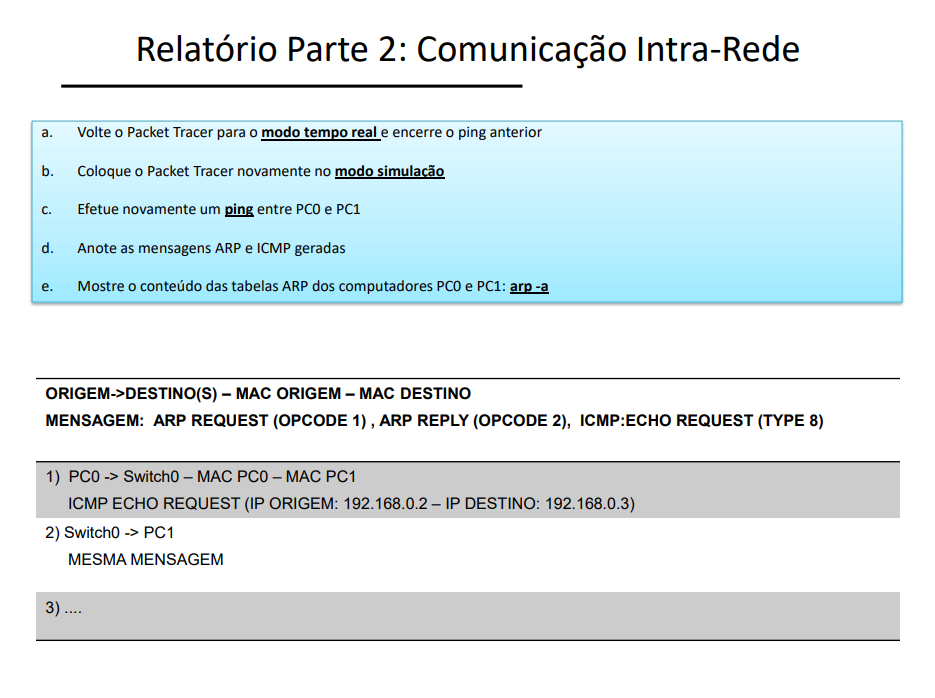 Relatório Parte 2: Comunicação Intra-Rede
a. Volte o Packet Tracer para o modo tempo real e encerre o ping anterior
b. Coloque o Packet Tracer novamente no modo simulação
c. Efetue novamente um ping entre PC0 e PC1
d. Anote as mensagens ARP e ICMP geradas
e. Mostre o conteúdo das tabelas ARP dos computadores PC0 e PC1: arp -a
ORIGEM->DESTINO(S) – MAC ORIGEM – MAC DESTINO
MENSAGEM: ARP REQUEST (OPCODE 1) , ARP REPLY (OPCODE 2), ICMP:ECHO REQUEST (TYPE 8)
1) PC0 -> Switch0 – MAC PC0 – MAC PC1
ICMP ECHO REQUEST (IP ORIGEM: 192.168.0.2 – IP DESTINO: 192.168.0.3)
2) Switch0 -> PC1
MESMA MENSAGEM
3) ....